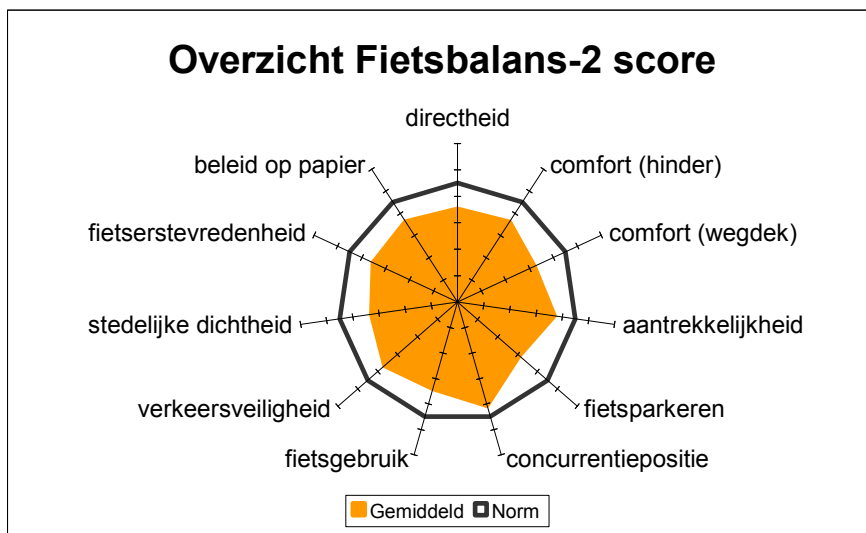 Overzicht Fietsbalans-2 score
directheid
comfort (hinder)
comfort (wegdek)
aantrekkelijkheid
fietsparkeren
concurrentiepositie
fietsgebruik
verkeersveiligheid
stedelijke dichtheid
fietserstevredenheid
beleid op papier
Gemiddeld Norm